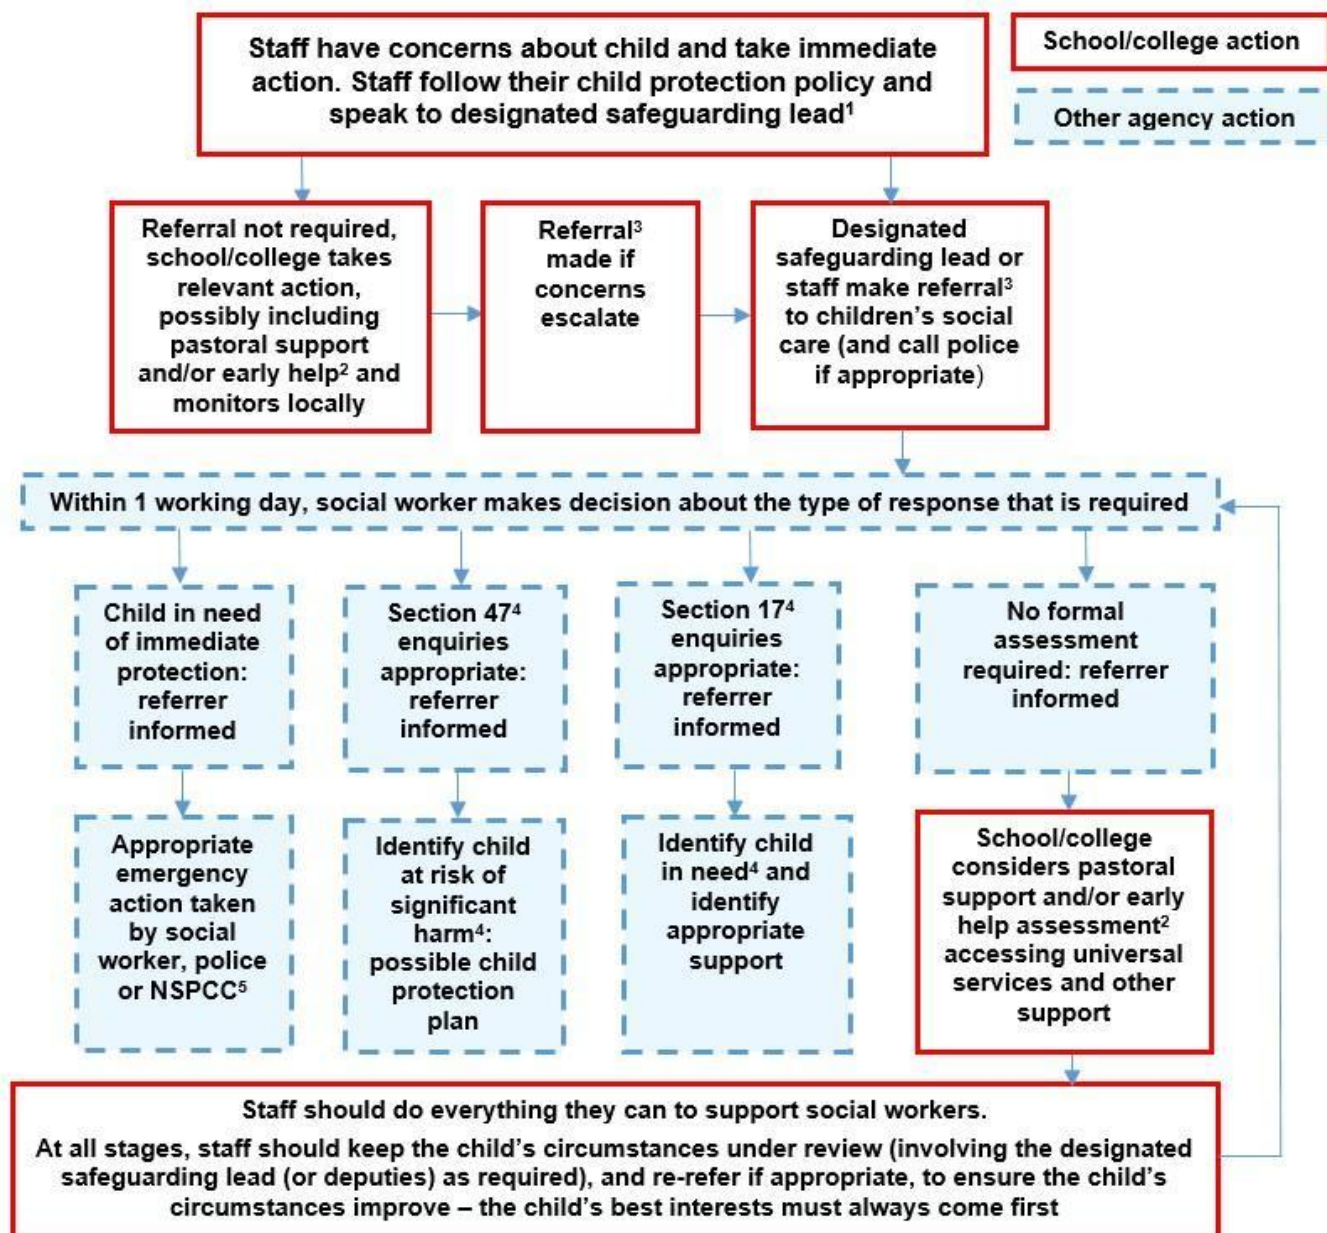 Staff have concerns about child and take immediate
action. Staff follow their child protection policy and
speak to designated safeguarding lead¹
School/college action
Other agency action
Referral not required,
school/college takes
relevant action,
possibly including
pastoral support
and/or early help² and
monitors locally
Referral³
made if
concerns
escalate
Designated
safeguarding lead or
staff make referral³
to children’s social
care (and call police
if appropriate)
Within 1 working day, social worker makes decision about the type of response that is required
Child in need
of immediate
protection:
referrer
informed
Section 47⁴
enquiries
appropriate:
referrer
informed
Section 17⁴
enquiries
appropriate:
referrer
informed
No formal
assessment
required: referrer
informed
Appropriate
emergency
action taken
by social
worker, police
or NSPCC⁵
Identify child
at risk of
significant
harm⁴:
possible child
protection
plan
Identify child
in need⁴ and
identify
appropriate
support
School/college
considers pastoral
support and/or early
help assessment²
accessing universal
services and other
support
Staff should do everything they can to support social workers.
At all stages, staff should keep the child’s circumstances under review (involving the designated
safeguarding lead (or deputies) as required), and re-refer if appropriate, to ensure the child’s
circumstances improve – the child’s best interests must always come first